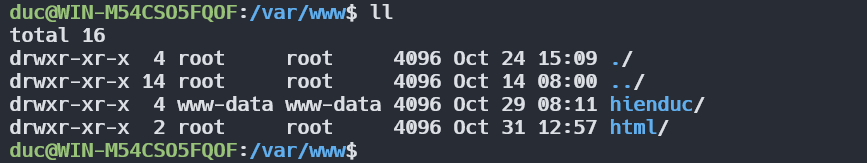 duc@WIN-M54CSO5FQOF:/var/www$ ll
total 16
drwxr-xr-x  4 root     root     4096 Oct 24 15:09 ./
drwxr-xr-x 14 root     root     4096 Oct 14 08:00 ../
drwxr-xr-x  4 www-data www-data 4096 Oct 29 08:11 hienduc/
drwxr-xr-x  2 root     root     4096 Oct 31 12:57 html/
duc@WIN-M54CSO5FQOF:/var/www$